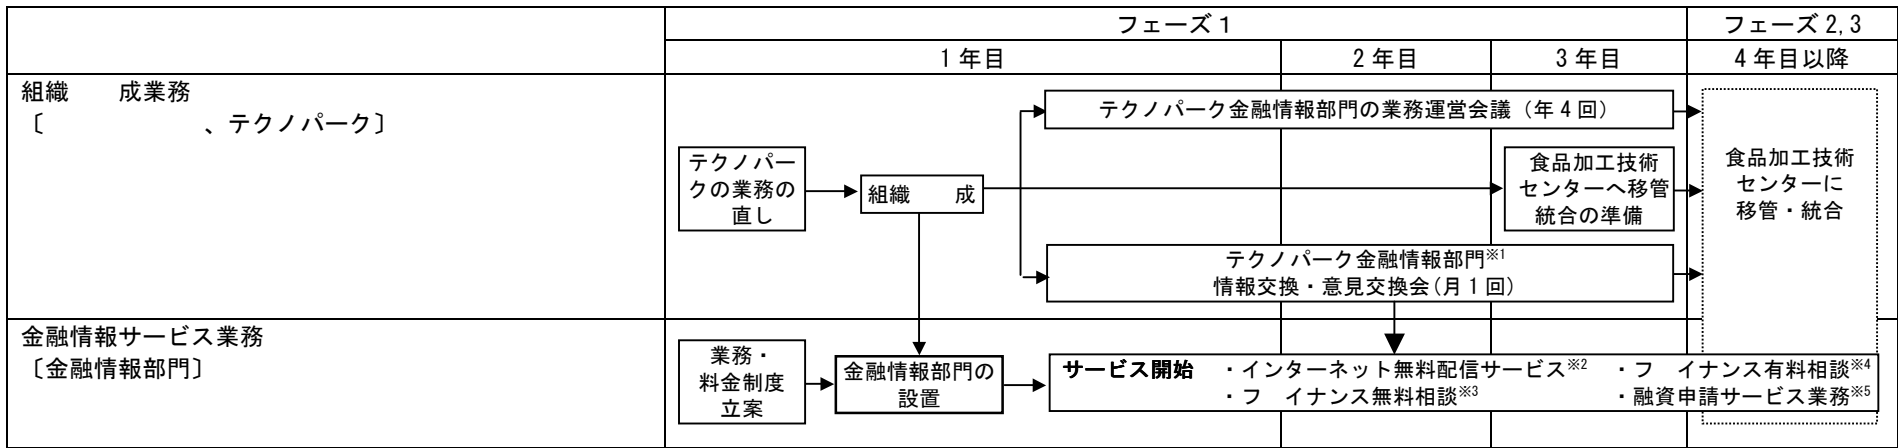 フェーズ１ フェーズ 2, 3
1 年目 2 年目 3 年目 4 年目以降
組織　　成業務
〔　　　　　　　、テクノパーク〕
テクノパーク金融情報部門の業務運営会議（年 4 回）
テクノパー
クの業務の
直し
組織　　成
食品加工技術
センターへ移管
統合の準備
食品加工技術
センターに
移管・統合
テクノパーク金融情報部門※1
情報交換・意見交換会(月 1 回)
金融情報サービス業務
〔金融情報部門〕
業務・
料金制度
立案
金融情報部門の
設置
サービス開始　・インターネット無料配信サービス※2　・フ　イナンス有料相談※4
・フ　イナンス無料相談※3　・融資申請サービス業務※5